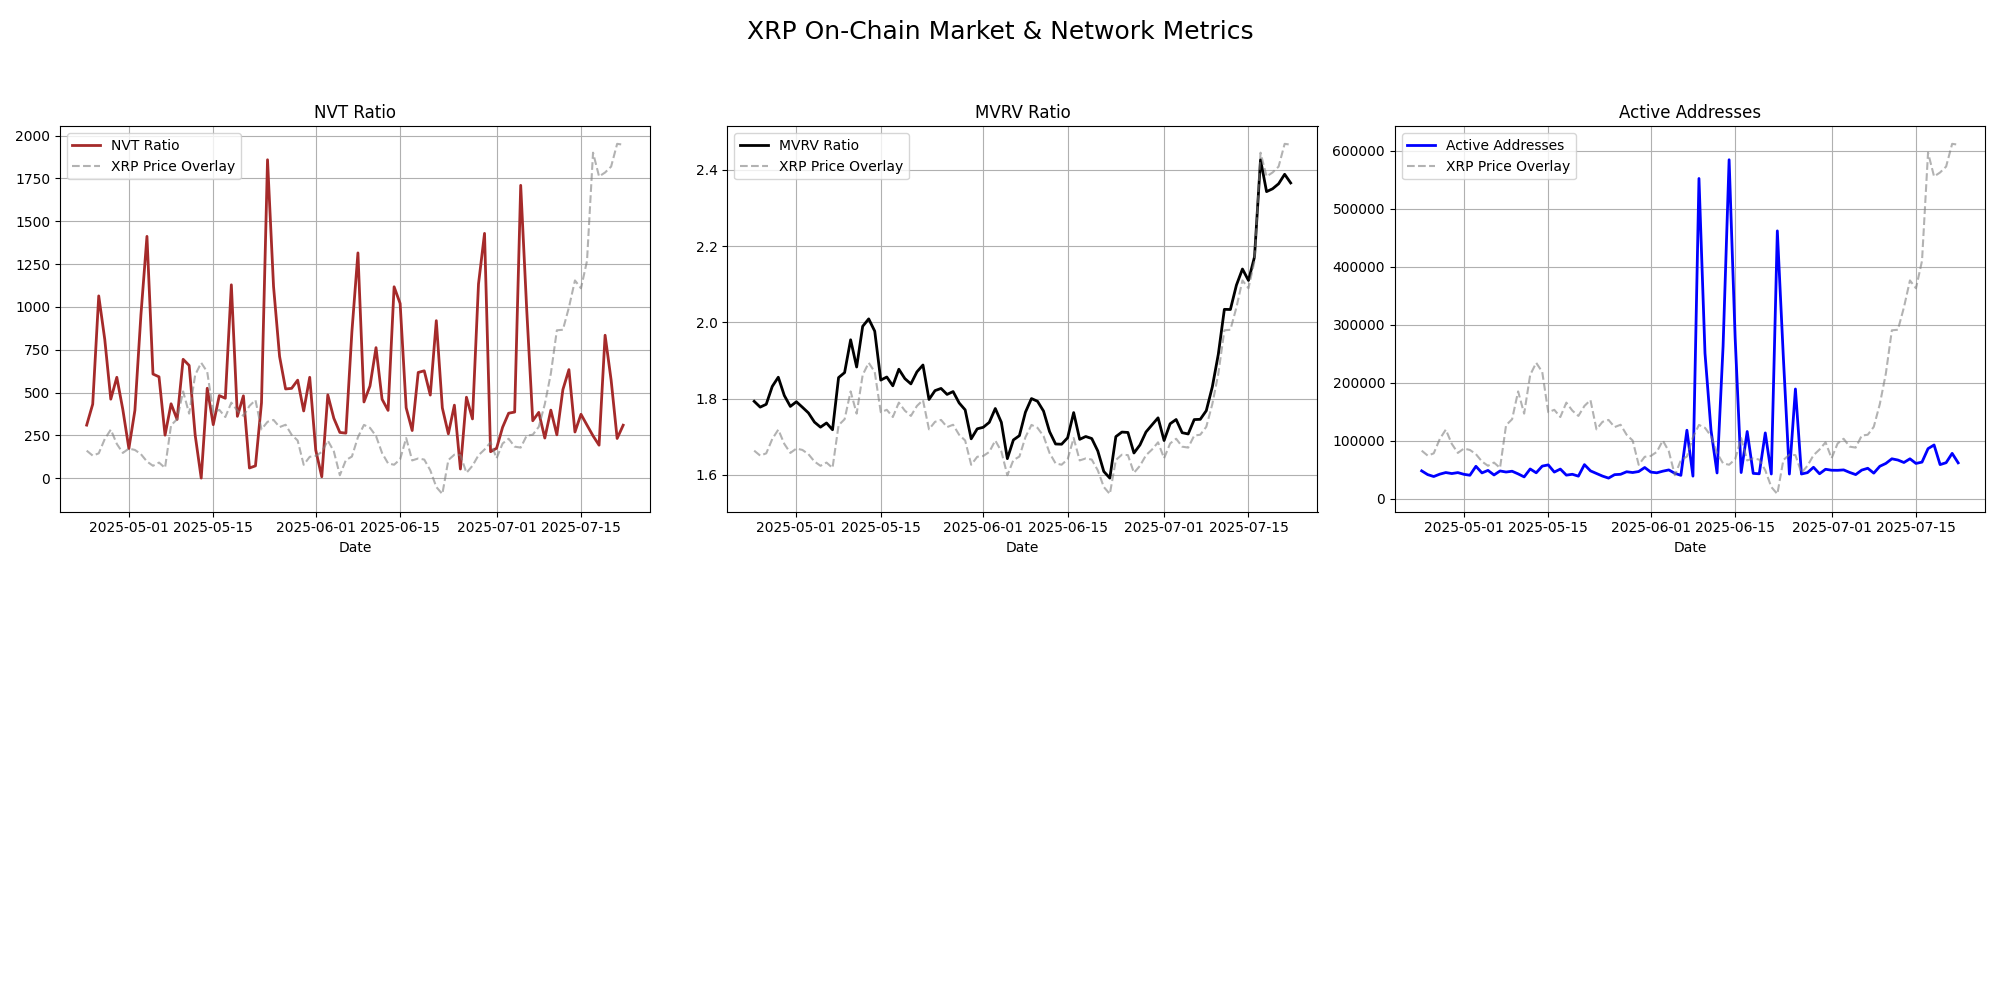 XRP On-Chain Market & Network Metrics
NVT Ratio
NVT Ratio
XRP Price Overlay
2000
1750
1500
1250
1000
750
500
250
0
2025-05-01 2025-05-15 2025-06-01 2025-06-15 2025-07-01 2025-07-15
Date
MVRV Ratio
MVRV Ratio
XRP Price Overlay
2.4
2.2
2.0
1.8
1.6
2025-05-01 2025-05-15 2025-06-01 2025-06-15 2025-07-01 2025-07-15
Date
Active Addresses
Active Addresses
XRP Price Overlay
600000
500000
400000
300000
200000
100000
0
2025-05-01 2025-05-15 2025-06-01 2025-06-15 2025-07-01 2025-07-15
Date